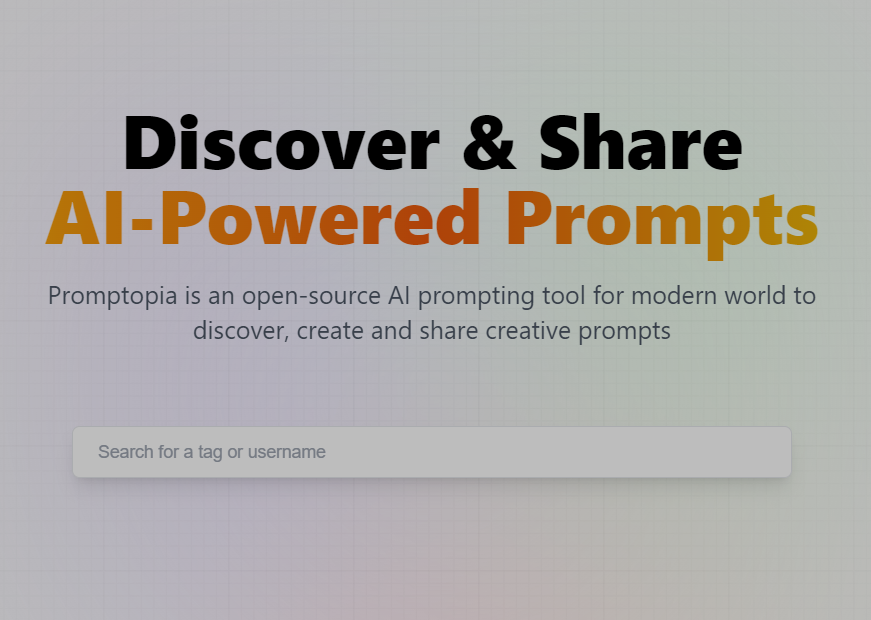 Discover & Share
AI-Powered Prompts
Promptopia is an open-source AI prompting tool for modern world to
discover, create and share creative prompts
Search for a tag or username